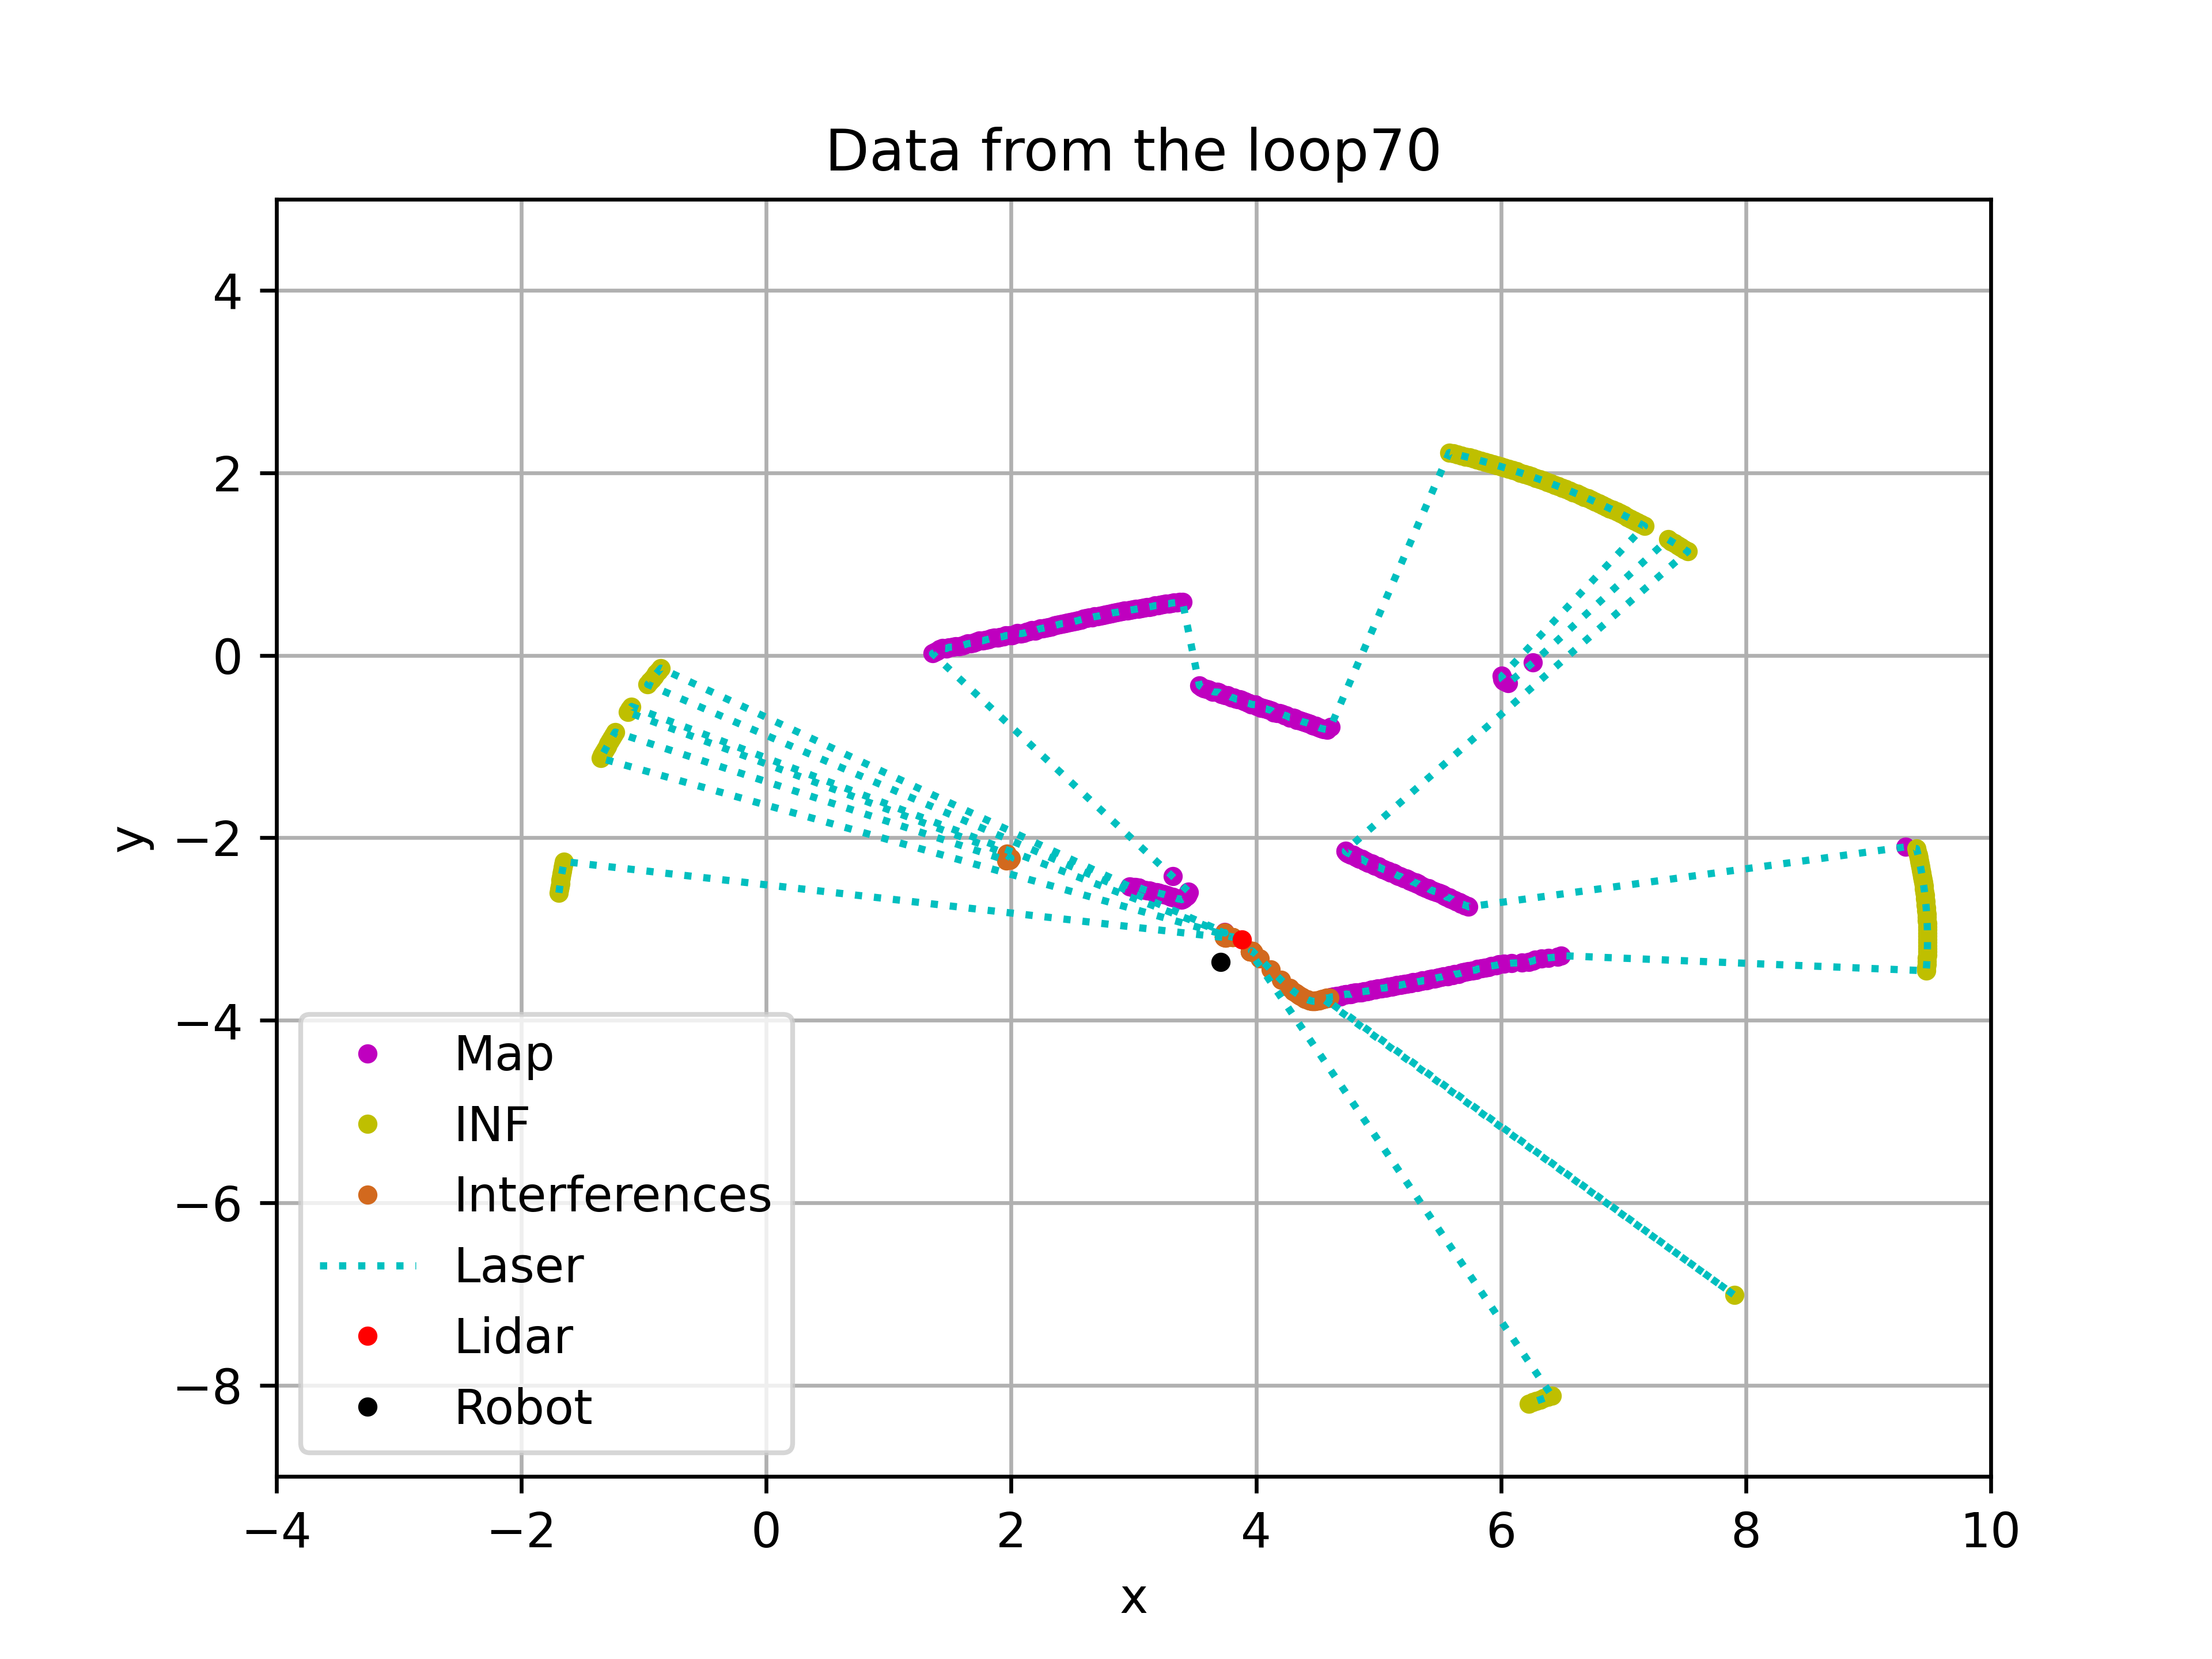 Data from the loop70
4
2
0
−2
−4
−6
−8
y
Map
INF
Interferences
Laser
Lidar
Robot
−4 −2 0 2 4 6 8 10
x